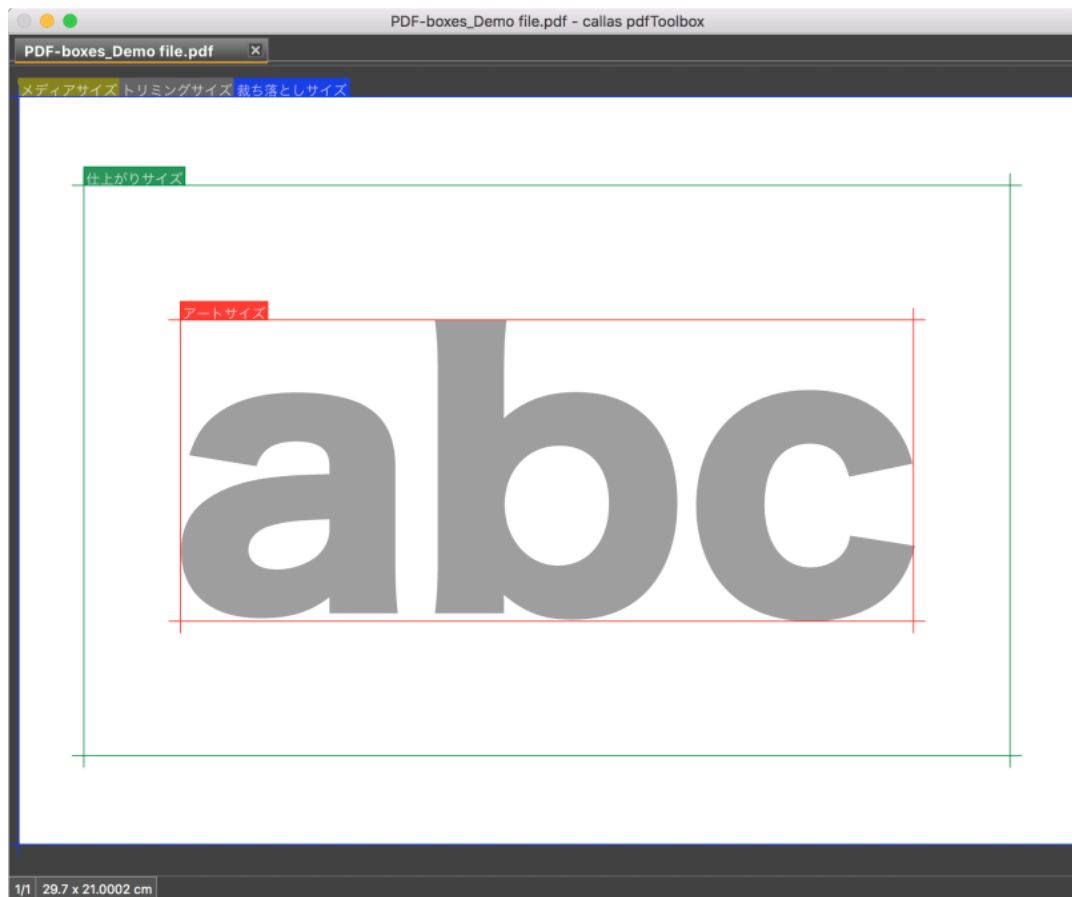 PDF-boxes_Demo file.pdf - callas pdfToolbox
PDF-boxes_Demo file.pdf
メディアサイズ トリミングサイズ 裁ち落としサイズ
仕上がりサイズ
アートサイズ
abc
1/1 29.7 x 21.0002 cm